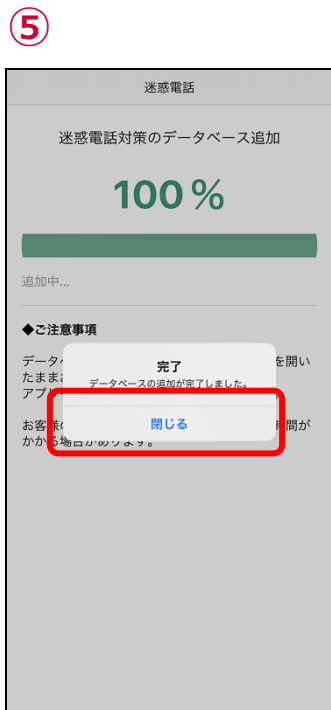 ⑤
迷惑電話
迷惑電話対策のデータベース追加
100%
追加中...
◆ご注意事項
データ
を開い
たまま
アプ
完了
データベースの追加が完了しました。
閉じる
お客様
時間が
かかる場合があります。